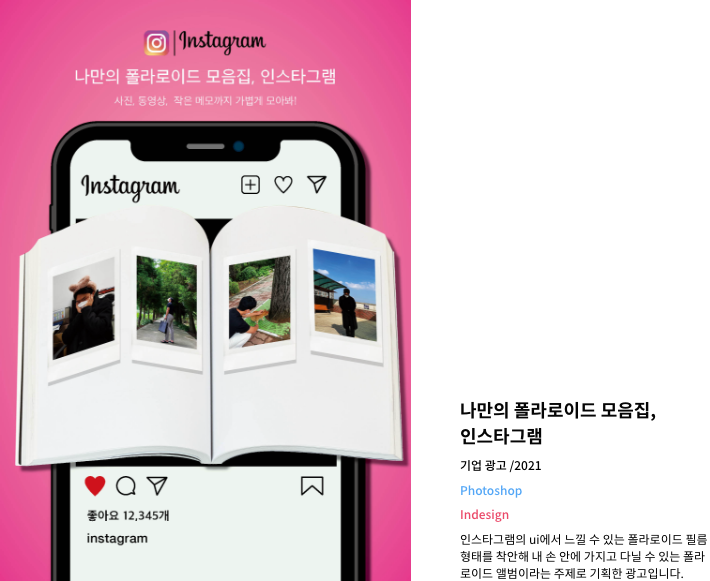 Instagram
나만의 폴라로이드 모음집, 인스타그램
사진, 동영상, 작은 메모까지 가볍게 모아봐!
Instagram
좋아요 12,345개
instagram
나만의 폴라로이드 모음집,
인스타그램
기업 광고 /2021
Photoshop
Indesign
인스타그램의 ui에서 느낄 수 있는 폴라로이드 필름
형태를 착안해 내 손 안에 가지고 다닐 수 있는 폴라
로이드 앨범이라는 주제로 기획한 광고입니다.